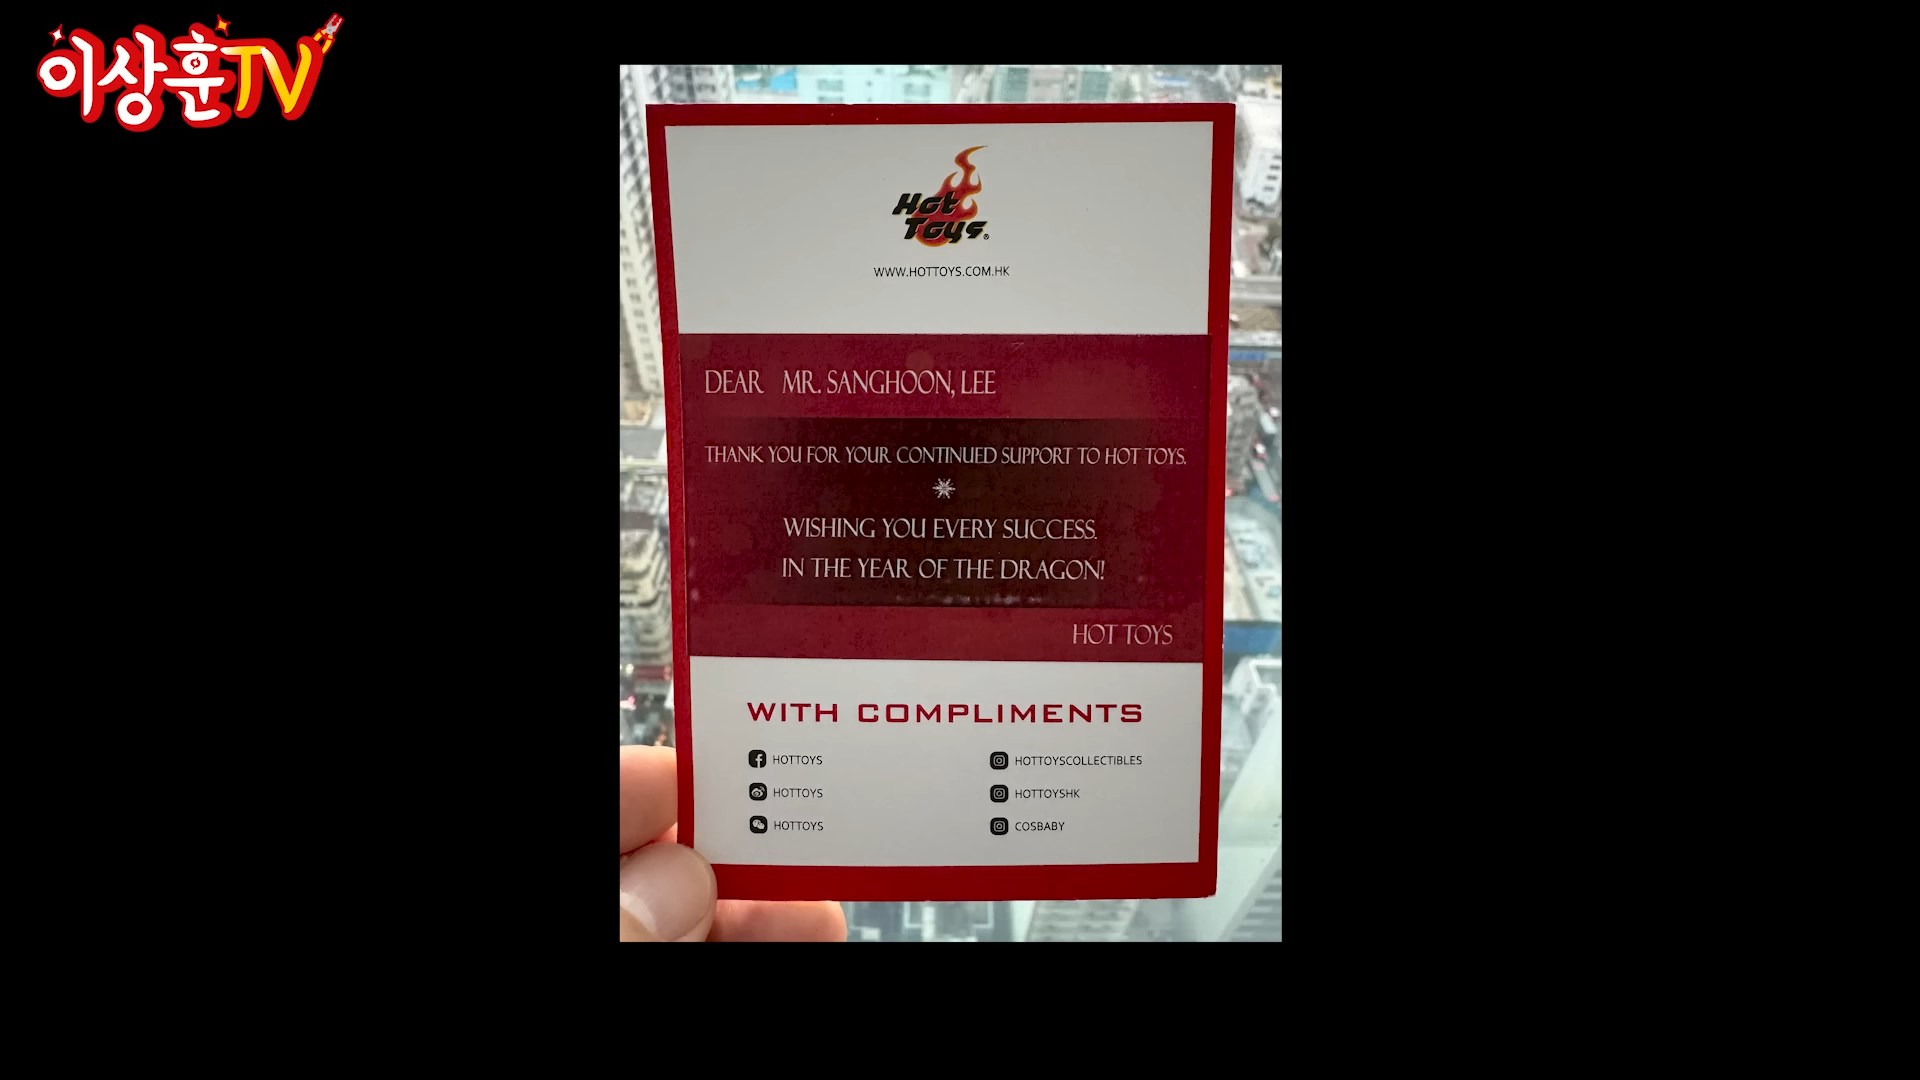 이상훈TV
Hot
Toys®
WWW.HOTTOYS.COM.HK
DEAR MR. SANGHOON, LEE
THANK YOU FOR YOUR CONTINUED SUPPORT TO HOT TOYS.
WISHING YOU EVERY SUCCESS.
IN THE YEAR OF THE DRAGON!
HOT TOYS
WITH COMPLIMENTS
HOTTOYS
HOTTOYSCOLLECTIBLES
HOTTOYS
HOTTOYSHK
HOTTOYS
COSBABY